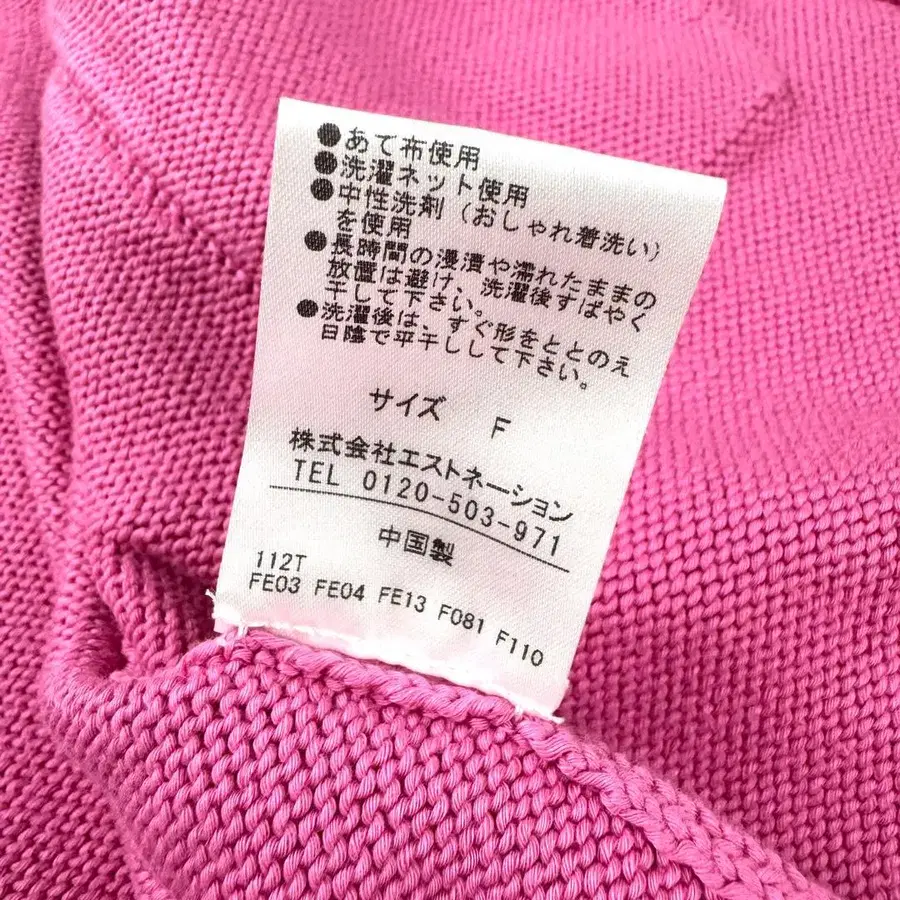 ●あて布使用
●洗濯ネット使用
●中性洗剤（おしゃれ着洗い）
を使用
●長時間の浸漬や濡れたままの
放置は避け、洗濯後すばやく
干して下さい。
●洗濯後は、すぐ形をととのえ
日陰で平干しして下さい。
サイズ F
株式会社エストネーション
TEL 0120-503-971
中国製
112T
FE03 FE04 FE13 F081 F110